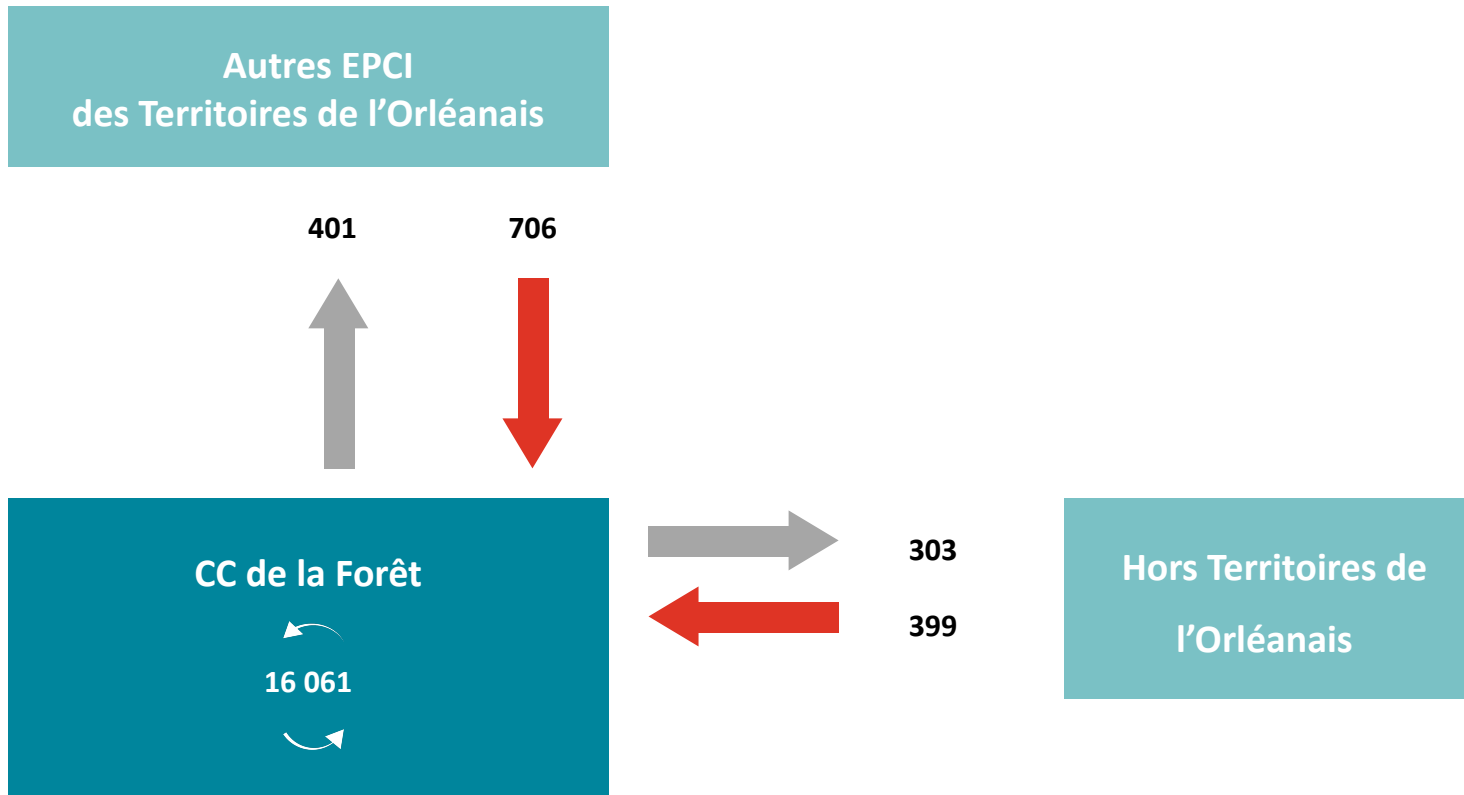 Autres EPCI
des Territoires de l'Orléanais
401 706
CC de la Forêt
16 061
303
399
Hors Territoires de
l'Orléanais